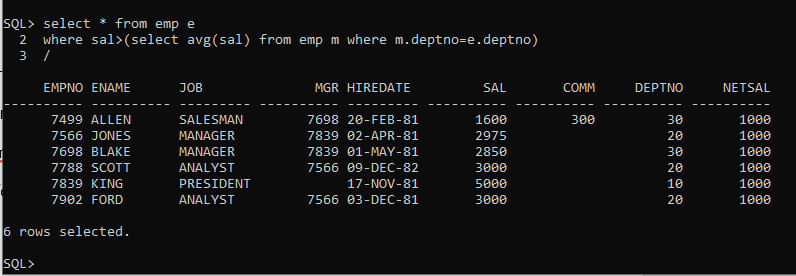 SQL> select * from emp e
  2  where sal>(select avg(sal) from emp m where m.deptno=e.deptno)
  3  /
     EMPNO ENAME      JOB              MGR HIREDATE         SAL       COMM     DEPTNO     NETSAL
---------- ---------- --------- ---------- --------- ---------- ---------- ---------- ----------
      7499 ALLEN      SALESMAN        7698 20-FEB-81       1600        300         30       1000
      7566 JONES      MANAGER         7839 02-APR-81       2975                    20       1000
      7698 BLAKE      MANAGER         7839 01-MAY-81       2850                    30       1000
      7788 SCOTT      ANALYST         7566 09-DEC-82       3000                    20       1000
      7839 KING       PRESIDENT            17-NOV-81       5000                    10       1000
      7902 FORD       ANALYST         7566 03-DEC-81       3000                    20       1000
6 rows selected.
SQL>